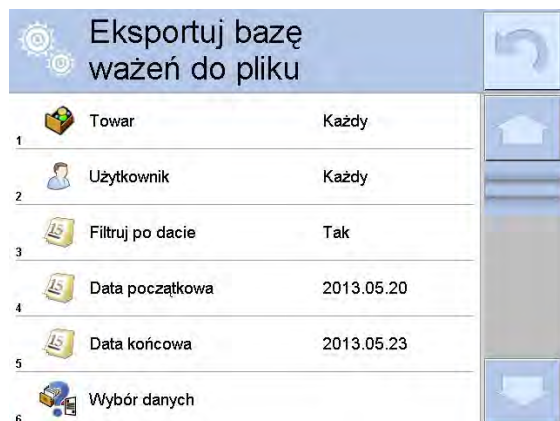 Eksportuj bazę
ważeń do pliku
1 Towar Każdy
2 Użytkownik Każdy
3 Filtruj po dacie Tak
4 Data początkowa 2013.05.20
5 Data końcowa 2013.05.23
6 Wybór danych